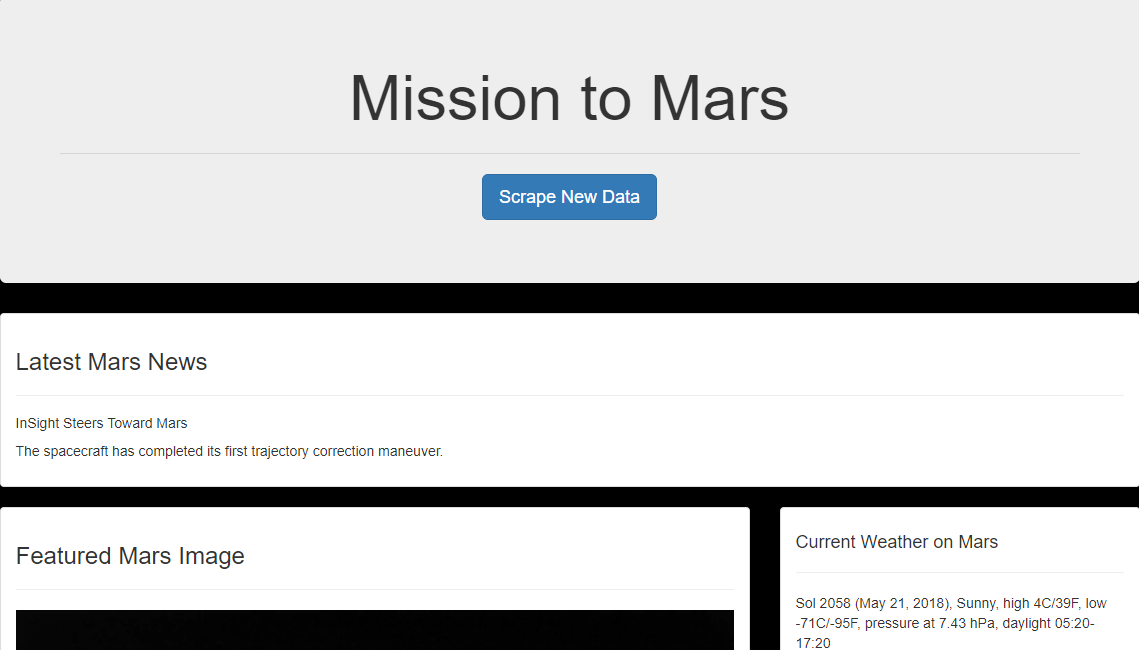 Mission to Mars
Scrape New Data
Latest Mars News
InSight Steers Toward Mars
The spacecraft has completed its first trajectory correction maneuver.
Featured Mars Image
Current Weather on Mars
Sol 2058 (May 21, 2018), Sunny, high 4C/39F, low
-71C/-95F, pressure at 7.43 hPa, daylight 05:20-
17:20